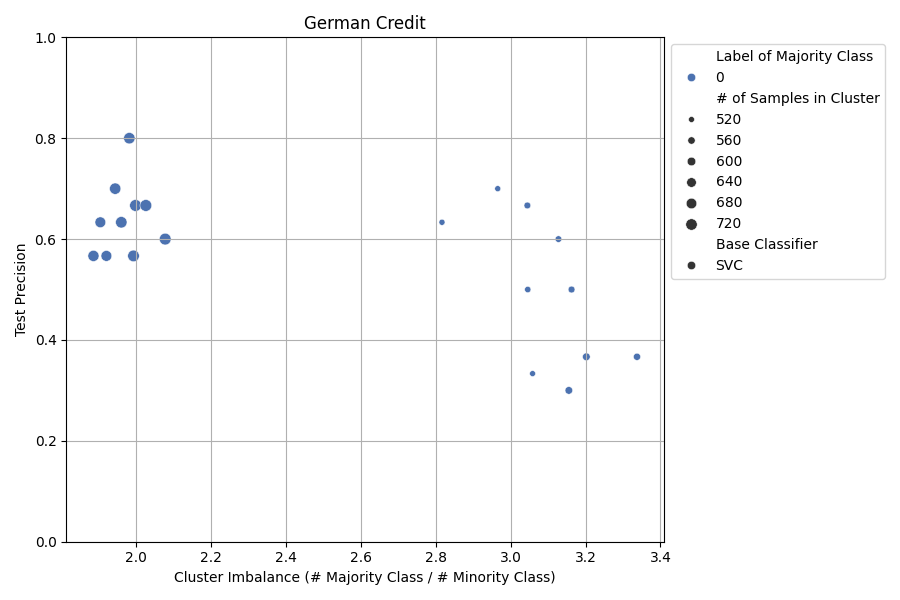 German Credit
1.0
0.8
0.6
0.4
0.2
0.0
Test Precision
2.0 2.2 2.4 2.6 2.8 3.0 3.2 3.4
Cluster Imbalance (# Majority Class / # Minority Class)
Label of Majority Class
0
# of Samples in Cluster
520
560
600
640
680
720
Base Classifier
SVC